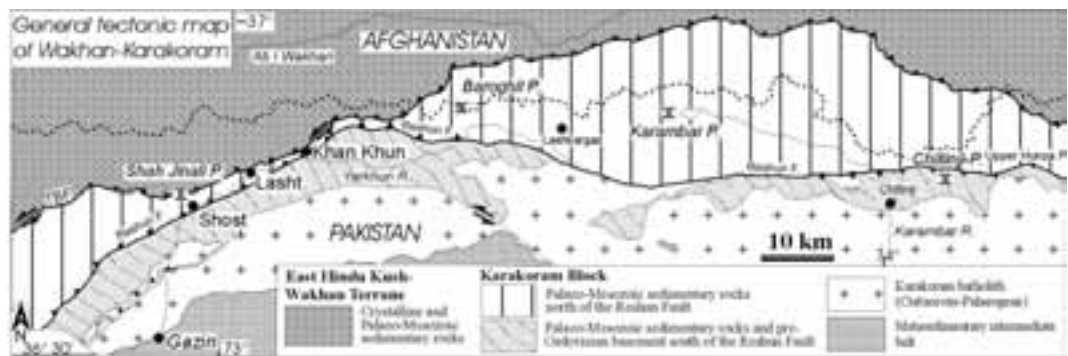 General tectonic map
of Wakhan-Karakoram
37°
AFGHANISTAN
Ab i Wakhan
Baroghil P.
Lashkargaz
Karambar P.
Chilling P.
Khan Khun
Shah Jinali P.
Lasht
Yarkhun R.
Shost
PAKISTAN
10 km
Karambar R.
N
36° 30'
Gazin
73°
East Hindu Kush-
Wakhan Terrane
Crystalline and
Palaeo-Mesozoic
sedimentary rocks
Karakoram Block
Palaeo-Mesozoic sedimentary rocks
north of the Reshun Fault
Palaeo-Mesozoic sedimentary rocks and pre-
Ordovician basement south of the Reshun Fault
Karakoram batholith
(Cretaceous-Palaeogene)
Metasedimentary intermediate
belt